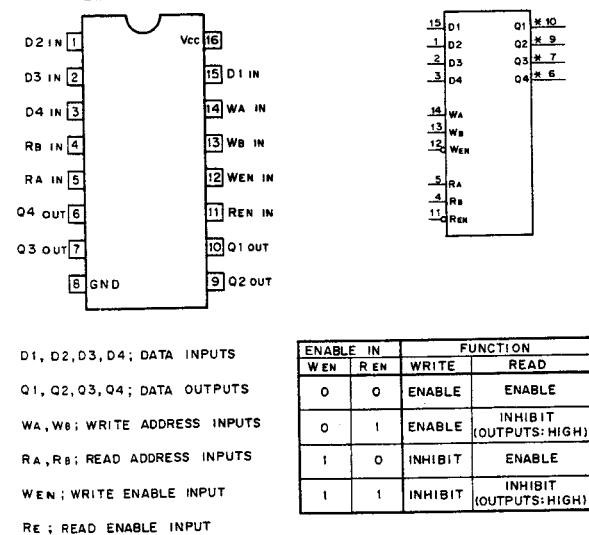 D2 IN 1
Vcc 16
D3 IN 2
15 D1 IN
D4 IN 3
14 WA IN
RB IN 4
13 WB IN
RA IN 5
12 WEN IN
Q4 OUT 6
11 REN IN
Q3 OUT 7
10 Q1 OUT
8 GND
9 Q2 OUT
15 D1 Q1 * 10
1 D2 Q2 * 9
2 D3 Q3 * 7
3 D4 Q4 * 6
14 WA
13 WB
12 WEN
5 RA
4 RB
11 REN
D1, D2, D3, D4; DATA INPUTS
Q1, Q2, Q3, Q4; DATA OUTPUTS
WA, WB; WRITE ADDRESS INPUTS
RA, RB; READ ADDRESS INPUTS
WEN; WRITE ENABLE INPUT
RE; READ ENABLE INPUT
ENABLE IN FUNCTION
WEN REN WRITE READ
0 0 ENABLE ENABLE
0 1 ENABLE INHIBIT
(OUTPUTS: HIGH)
1 0 INHIBIT ENABLE
1 1 INHIBIT INHIBIT
(OUTPUTS: HIGH)